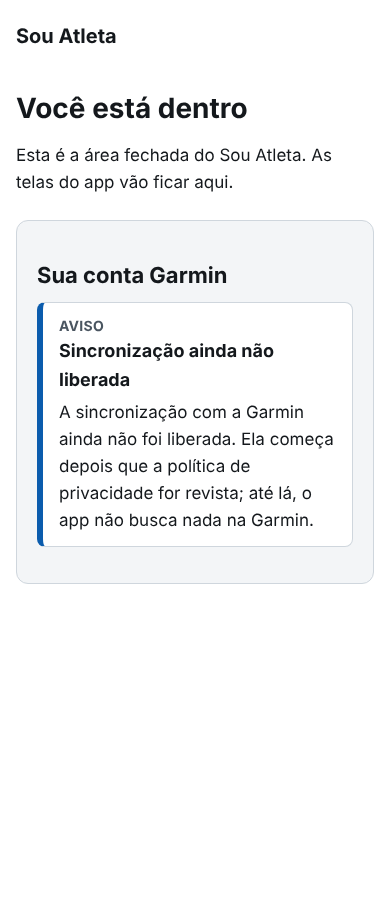 Sou Atleta
Você está dentro
Esta é a área fechada do Sou Atleta. As
telas do app vão ficar aqui.
Sua conta Garmin
AVISO
Sincronização ainda não
liberada
A sincronização com a Garmin
ainda não foi liberada. Ela começa
depois que a política de
privacidade for revista; até lá, o
app não busca nada na Garmin.